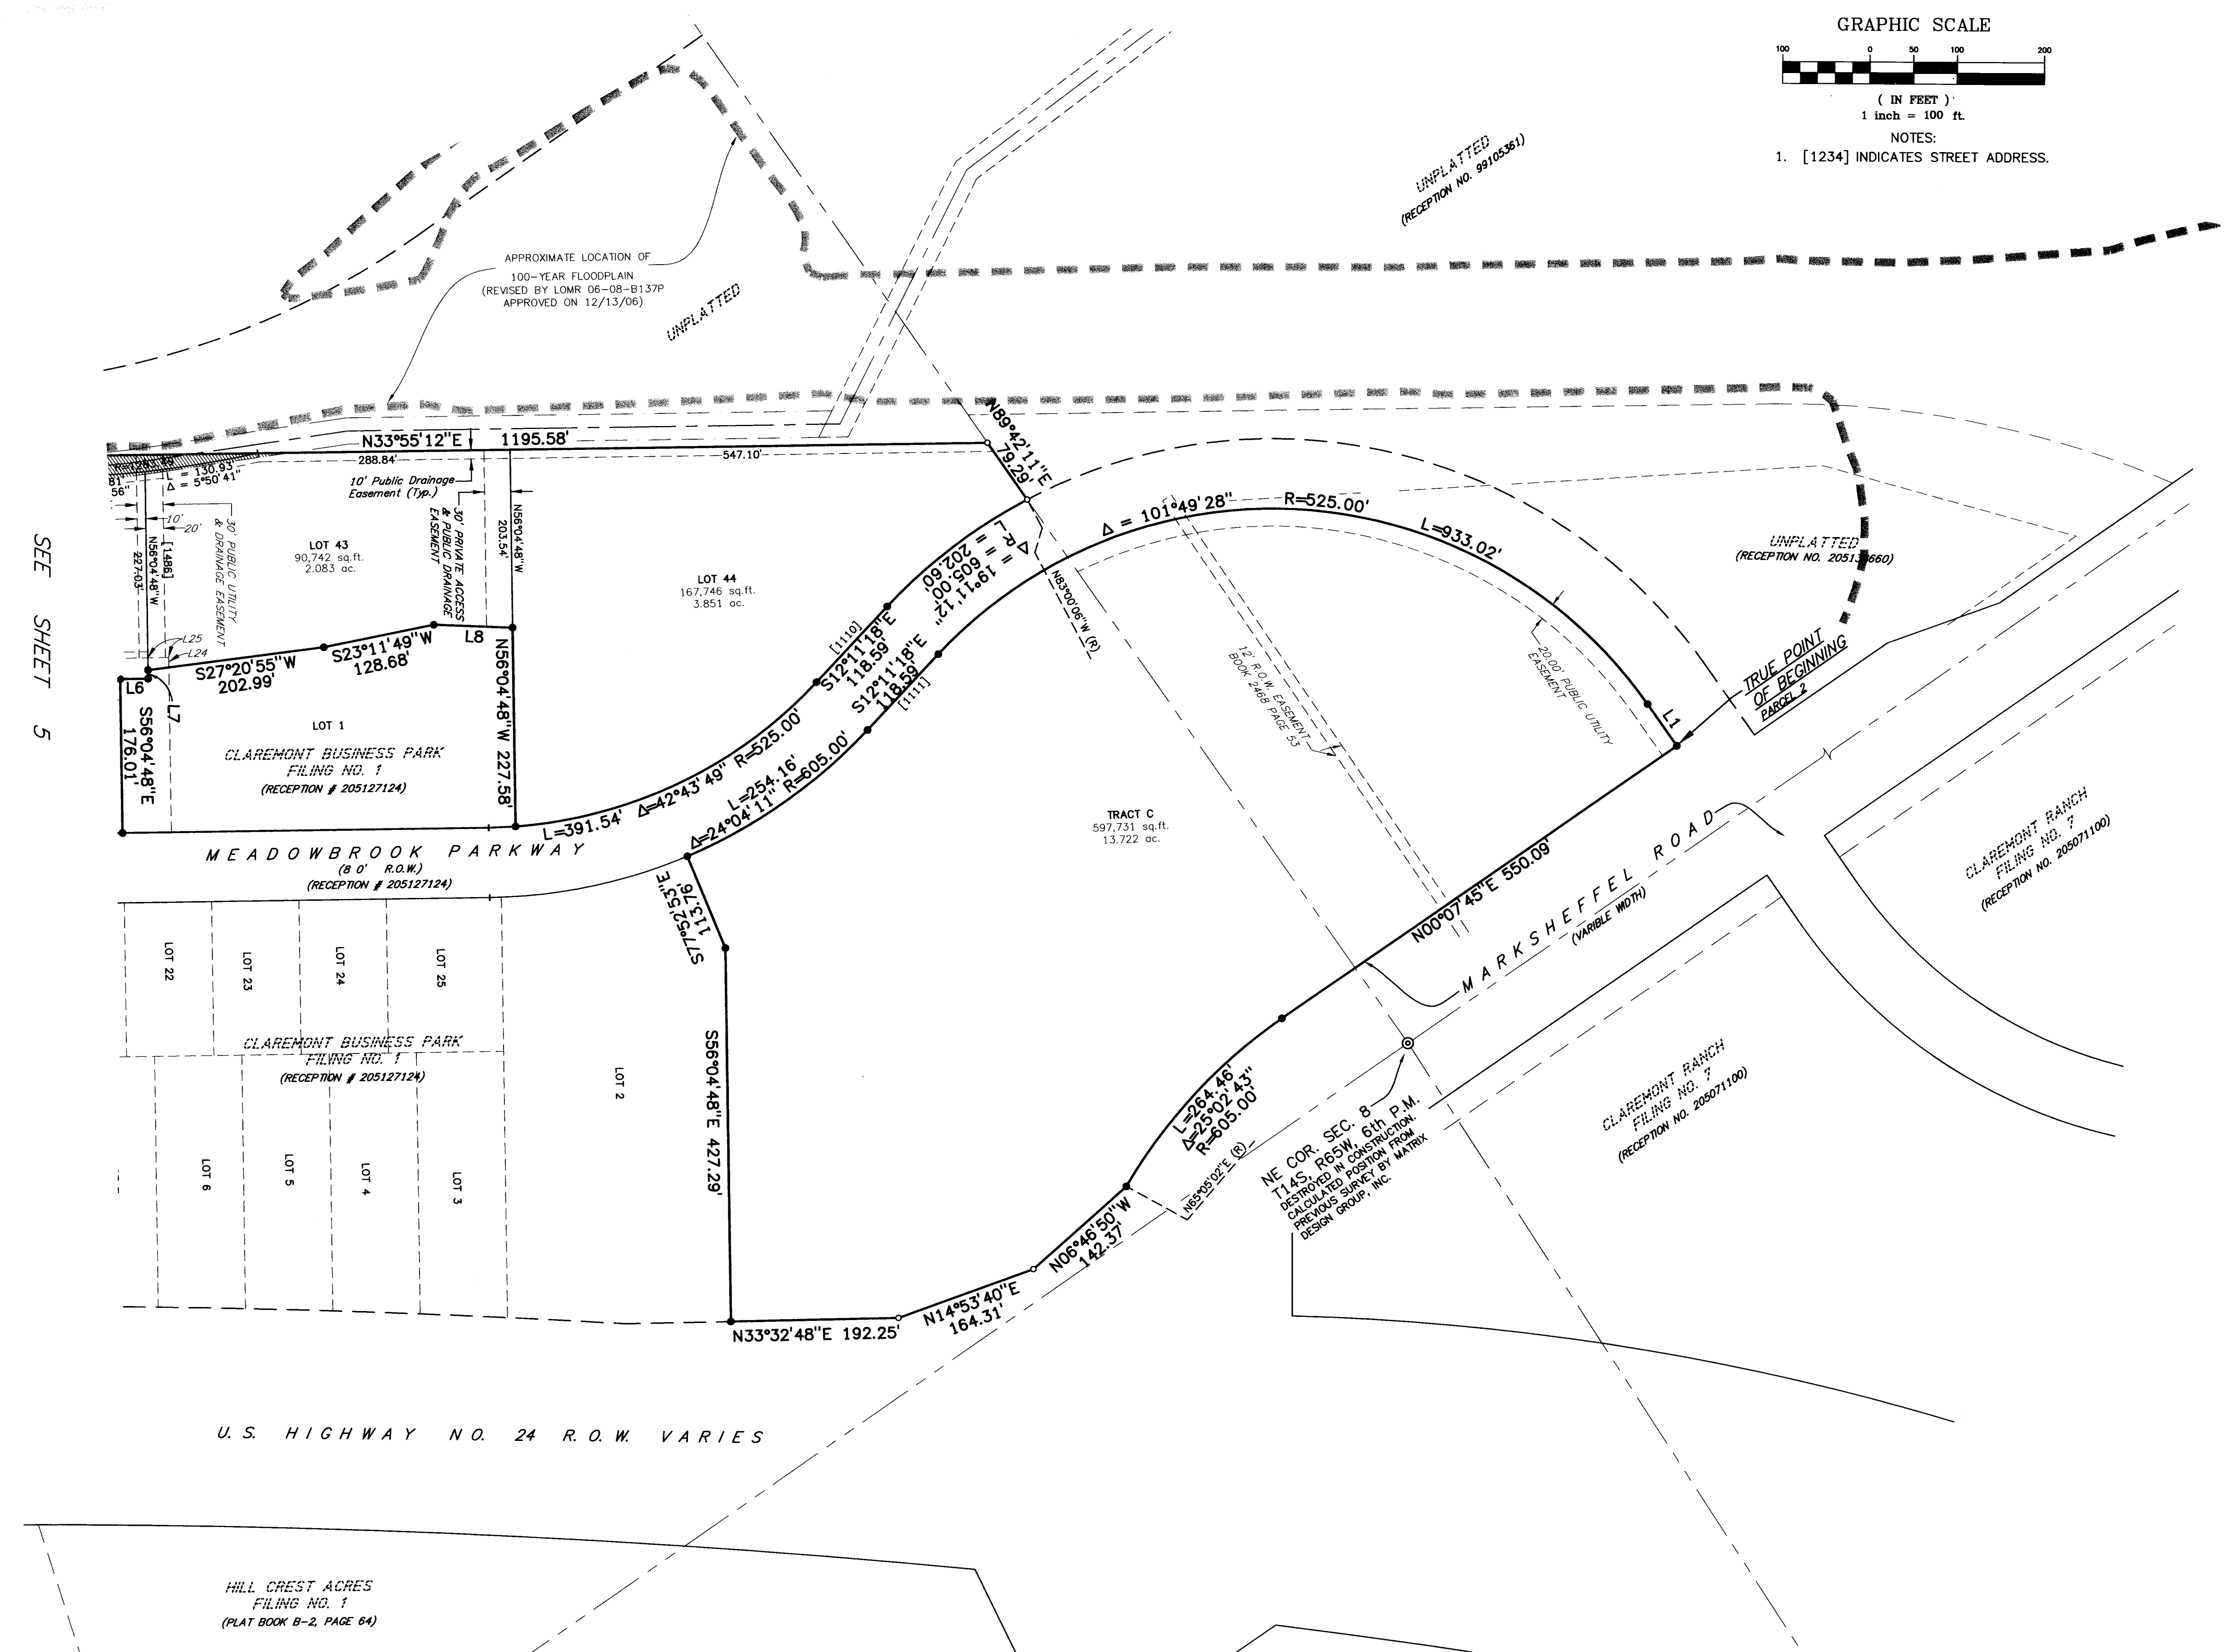 GRAPHIC SCALE
100 0 50 100 200
( IN FEET )
1 inch = 100 ft.
NOTES:
1. [1234] INDICATES STREET ADDRESS.
UNPLATTED
(RECEPTION NO. 99105361)
APPROXIMATE LOCATION OF
100-YEAR FLOODPLAIN
(REVISED BY LOMR 06-08-B137P
APPROVED ON 12/13/06)
UNPLATTED
N33°55'12"E 1195.58'
288.84'
547.10'
N89°42'11"E
79.29'
L = 130.93'
Δ = 5°50'41"
81'
56"
10' Public Drainage
Easement (Typ.)
10'
20'
N56°04'48"W
227.03'
[1486]
30' PUBLIC UTILITY
& DRAINAGE EASEMENT
30' PRIVATE ACCESS
& PUBLIC DRAINAGE
EASEMENT
N56°04'48"W
203.54'
LOT 43
90,742 sq.ft.
2.083 ac.
LOT 44
167,746 sq.ft.
3.851 ac.
Δ = 19°11'12"
R = 605.00'
L = 202.60'
Δ = 101°49'28" R=525.00'
L=933.02'
N83°00'06"W (R)
UNPLATTED
(RECEPTION NO. 205138660)
SEE SHEET 5
L25
L24
L6
L7
L8
S27°20'55"W
202.99'
S23°11'49"W
128.68'
[1110]
S12°11'18"E
118.59'
S12°11'18"E
118.59'
[1111]
12' R.O.W. EASEMENT
BOOK 2468 PAGE 53
20.00' PUBLIC UTILITY
EASEMENT
L1
TRUE POINT
OF BEGINNING
PARCEL 2
S56°04'48"E
176.01'
LOT 1
CLAREMONT BUSINESS PARK
FILING NO. 1
(RECEPTION # 205127124)
N56°04'48"W 227.58'
L=391.54' Δ=42°43'49" R=525.00'
L=254.16'
Δ=24°04'11" R=605.00'
MEADOWBROOK PARKWAY
(80' R.O.W.)
(RECEPTION # 205127124)
S77°52'53"E
113.76'
TRACT C
597,731 sq.ft.
13.722 ac.
N00°07'45"E 550.09'
MARKSHEFFEL ROAD
(VARIBLE WIDTH)
CLAREMONT RANCH
FILING NO. 7
(RECEPTION NO. 205071100)
LOT 22
LOT 23
LOT 24
LOT 25
CLAREMONT BUSINESS PARK
FILING NO. 1
(RECEPTION # 205127124)
LOT 6
LOT 5
LOT 4
LOT 3
LOT 2
S56°04'48"E 427.29'
L=264.46'
Δ=25°02'43"
R=605.00'
N65°05'02"E (R)
NE COR. SEC. 8
T14S, R65W, 6th P.M.
DESTROYED IN CONSTRUCTION.
CALCULATED POSITION FROM
PREVIOUS SURVEY BY MATRIX
DESIGN GROUP, INC.
CLAREMONT RANCH
FILING NO. 7
(RECEPTION NO. 205071100)
N06°46'50"W
142.37'
N14°53'40"E
164.31'
N33°32'48"E 192.25'
U.S. HIGHWAY NO. 24 R.O.W. VARIES
HILL CREST ACRES
FILING NO. 1
(PLAT BOOK B-2, PAGE 64)